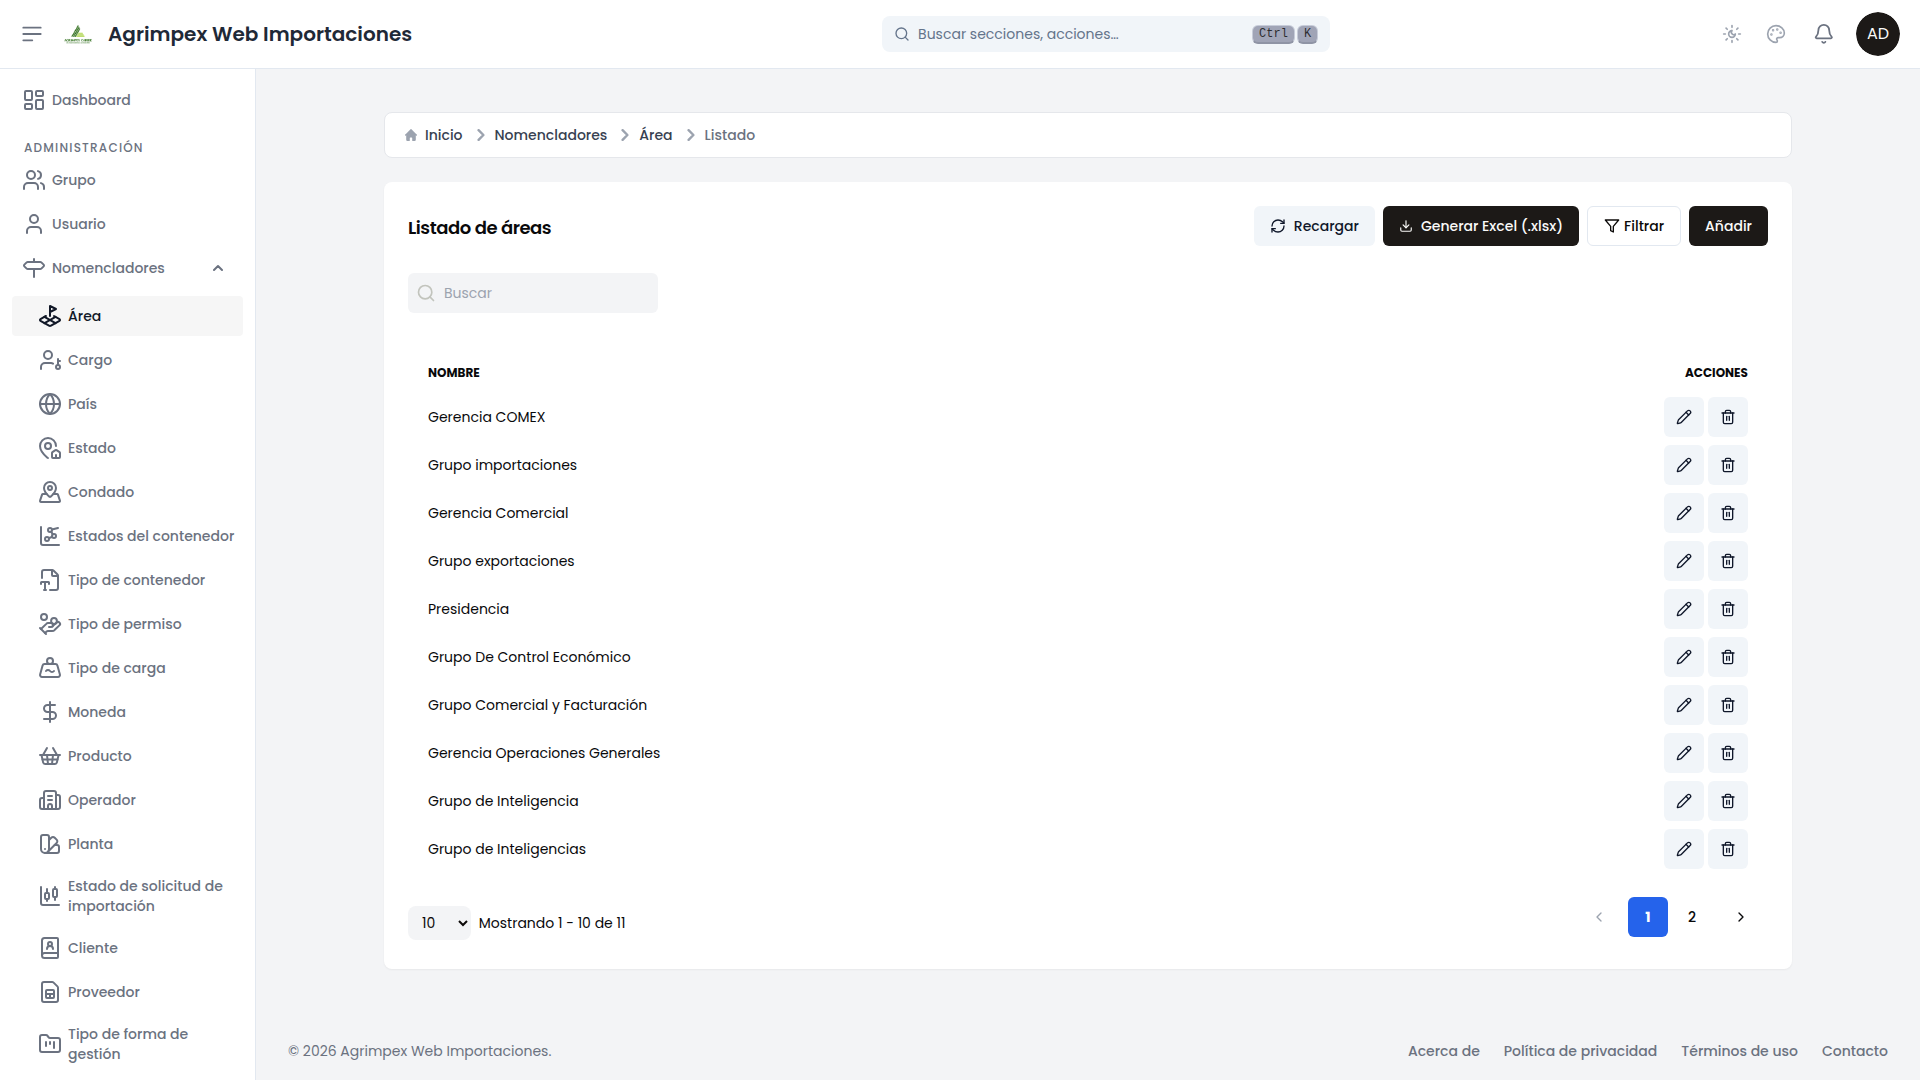 Agrimpex Web Importaciones
Buscar secciones, acciones...
Ctrl K
AD
Dashboard
ADMINISTRACIÓN
Grupo
Usuario
Nomencladores
Área
Cargo
País
Estado
Condado
Estados del contenedor
Tipo de contenedor
Tipo de permiso
Tipo de carga
Moneda
Producto
Operador
Planta
Estado de solicitud de
importación
Cliente
Proveedor
Tipo de forma de
gestión
Inicio > Nomencladores > Área > Listado
Listado de áreas
Recargar
Generar Excel (.xlsx)
Filtrar
Añadir
Buscar
NOMBRE ACCIONES
Gerencia COMEX
Grupo importaciones
Gerencia Comercial
Grupo exportaciones
Presidencia
Grupo De Control Económico
Grupo Comercial y Facturación
Gerencia Operaciones Generales
Grupo de Inteligencia
Grupo de Inteligencias
10 Mostrando 1 - 10 de 11
1 2
© 2026 Agrimpex Web Importaciones.
Acerca de Política de privacidad Términos de uso Contacto